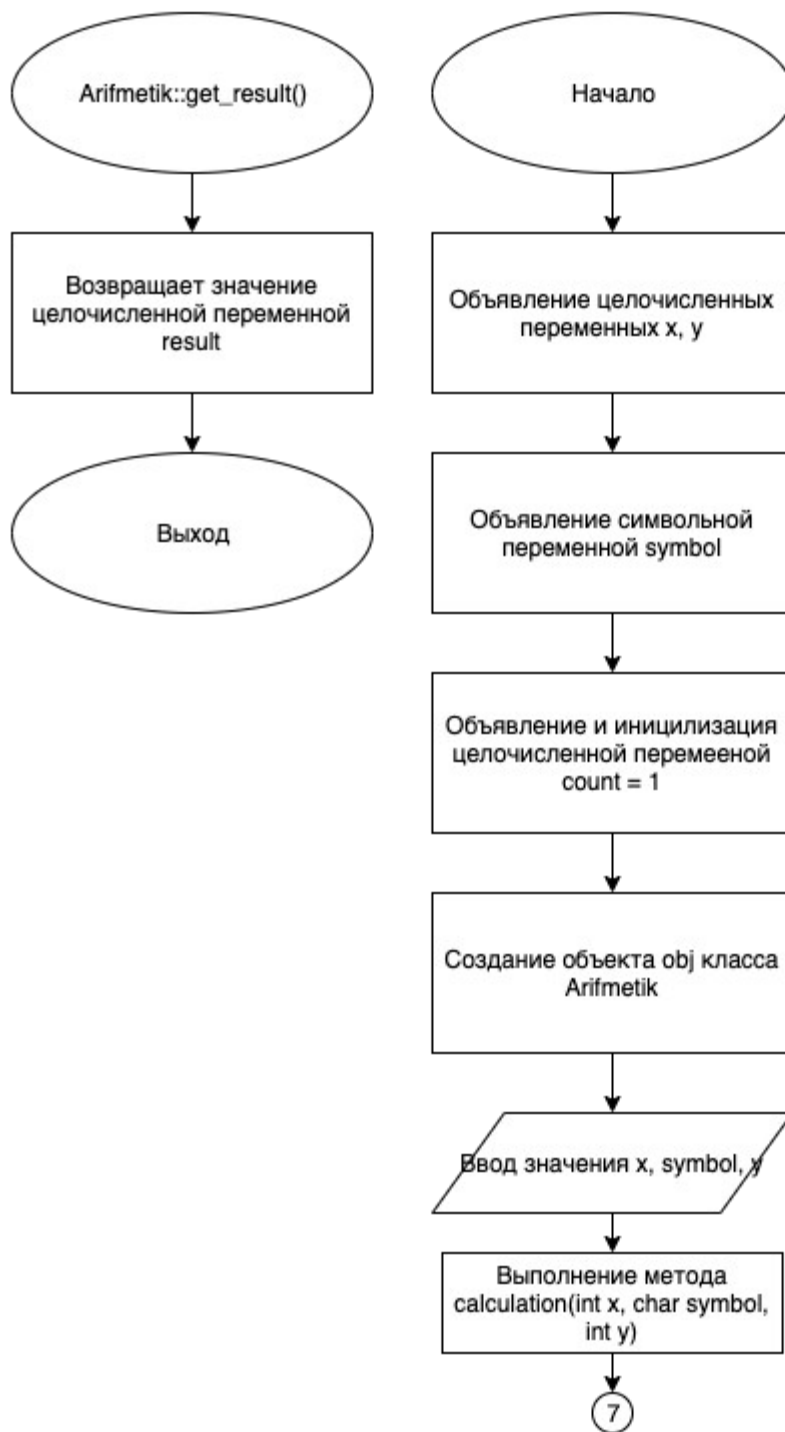 Arifmetik::get_result()
Возвращает значение
целочисленной переменной
result
Выход
Начало
Объявление целочисленных
переменных x, y
Объявление символьной
переменной symbol
Объявление и иницилизация
целочисленной перемееной
count = 1
Создание объекта obj класса
Arifmetik
Ввод значения x, symbol, y
Выполнение метода
calculation(int x, char symbol,
int y)
7